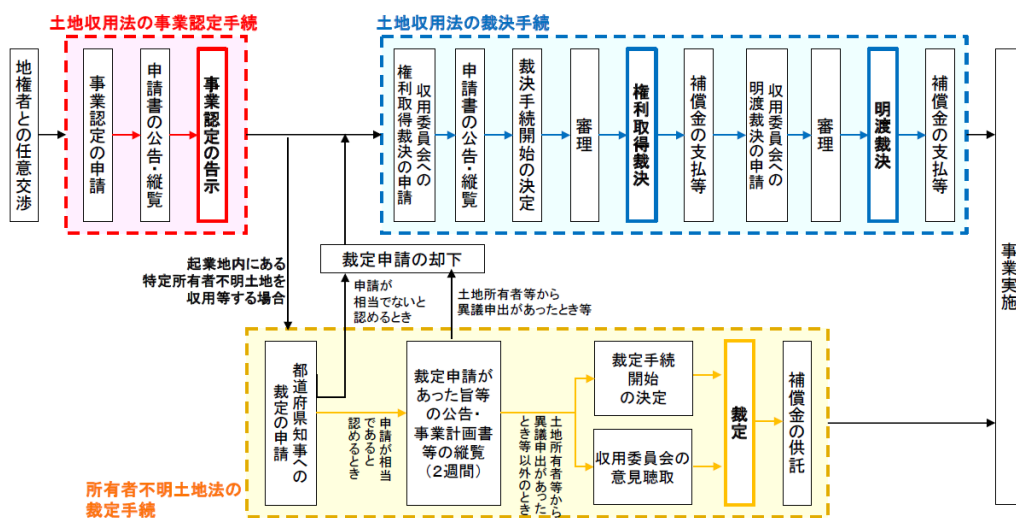 土地収用法の事業認定手続
土地収用法の裁決手続
地権者との任意交渉
事業認定の申請
申請書の公告・縦覧
事業認定の告示
収用委員会への
権利取得裁決の申請
申請書の公告・縦覧
裁決手続開始の決定
審理
権利取得裁決
補償金の支払等
収用委員会への
明渡裁決の申請
審理
明渡裁決
補償金の支払等
事業実施
起業地内にある
特定所有者不明土地を
収用等する場合
裁定申請の却下
申請が
相当でないと
認めるとき
土地所有者等から
異議申出があったとき等
都道府県知事への
裁定の申請
申請が相当
であると
認めるとき
裁定申請が
あった旨等
の公告・
事業計画書
等の縦覧
(2週間)
土地所有者等から
異議申出があった
とき等以外のとき
裁定手続
開始
の決定
収用委員会の
意見聴取
裁定
補償金の供託
所有者不明土地法の
裁定手続